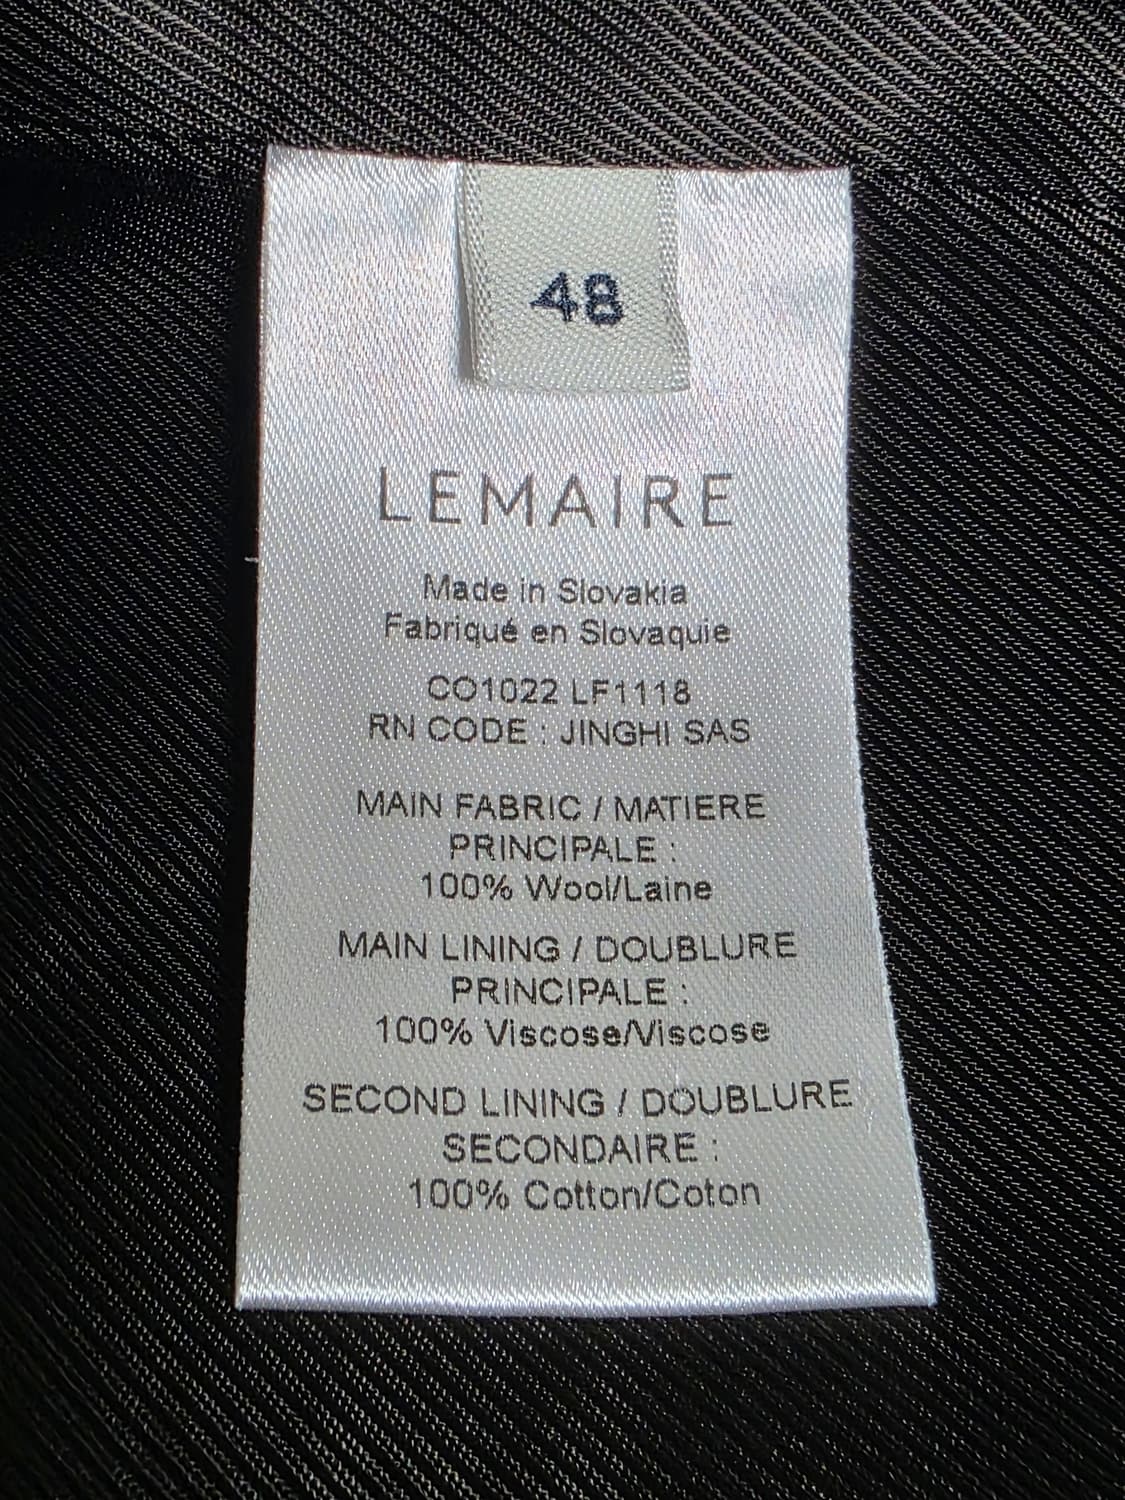 48
LEMAIRE
Made in Slovakia
Fabriqué en Slovaquie
CO1022 LF1118
RN CODE : JINGHI SAS
MAIN FABRIC / MATIERE
PRINCIPALE :
100% Wool/Laine
MAIN LINING / DOUBLURE
PRINCIPALE :
100% Viscose/Viscose
SECOND LINING / DOUBLURE
SECONDAIRE :
100% Cotton/Coton